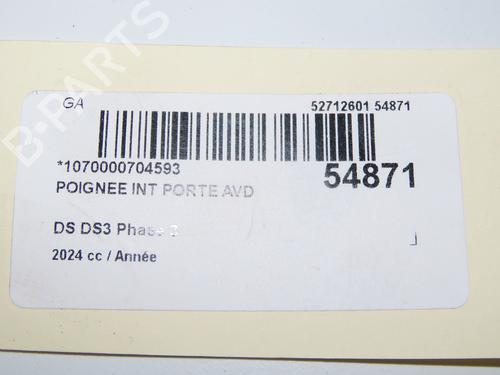 GA
52712601 54871
*1070000704593
54871
POIGNEE INT PORTE AVD
DS DS3 Phase
2024 cc / Année
B-PARTS